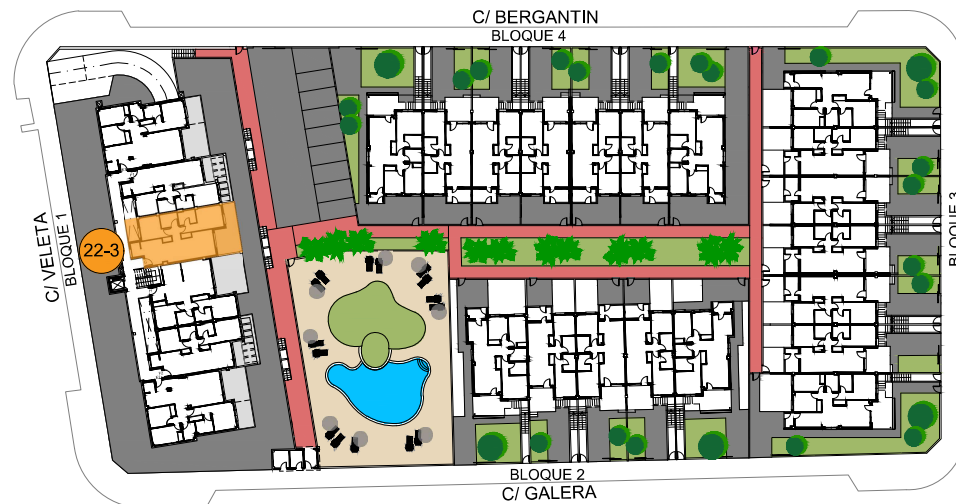 C/ BERGANTIN
BLOQUE 4
C/ VELETA
BLOQUE 1
22-3
BLOQUE 3
BLOQUE 2
C/ GALERA